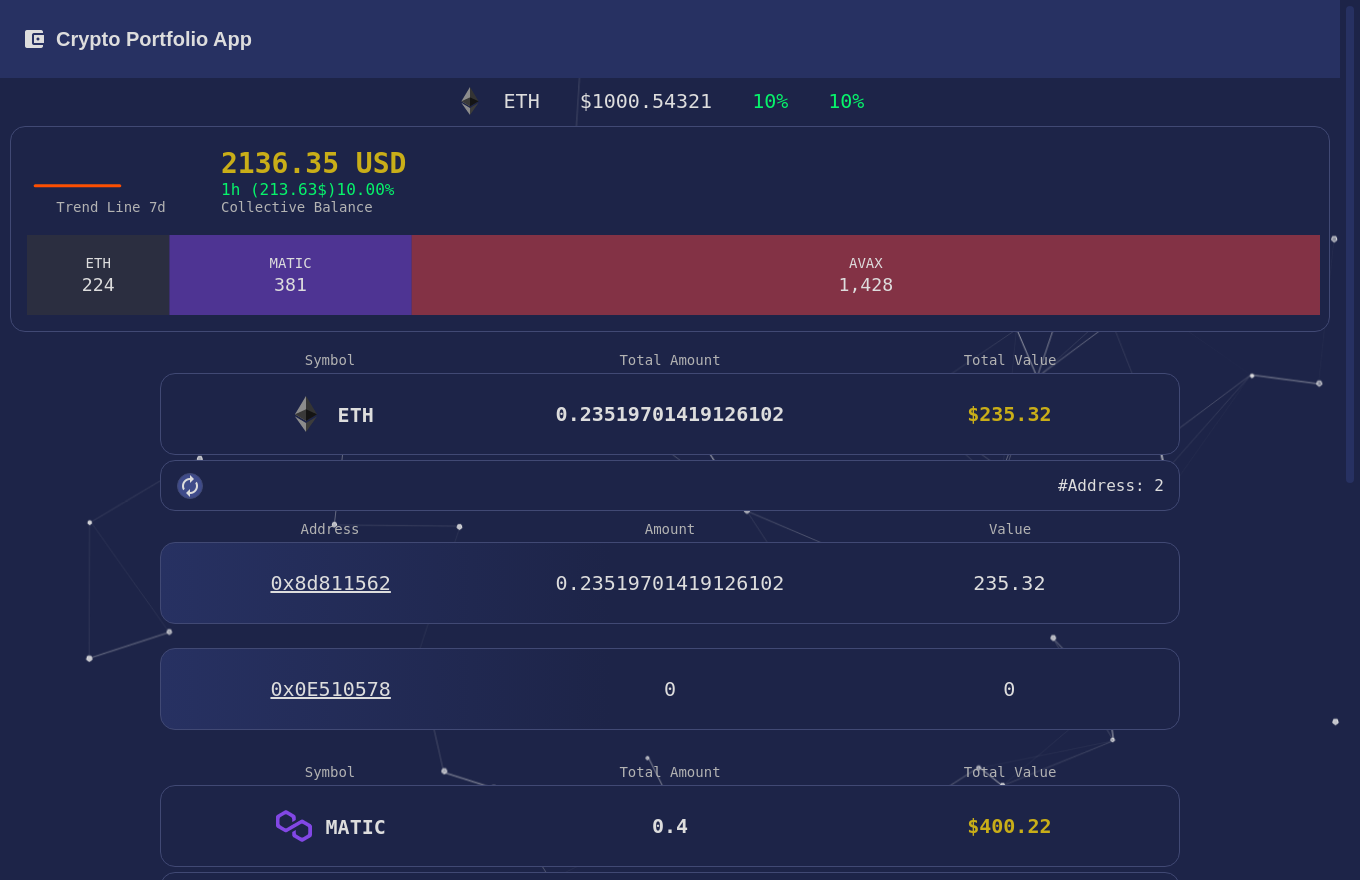 Crypto Portfolio App
ETH $1000.54321 10% 10%
2136.35 USD
1h (213.63$)10.00%
Trend Line 7d Collective Balance
ETH MATIC AVAX
224 381 1,428
Symbol Total Amount Total Value
ETH 0.23519701419126102 $235.32
#Address: 2
Address Amount Value
0x8d811562 0.23519701419126102 235.32
0x0E510578 0 0
Symbol Total Amount Total Value
MATIC 0.4 $400.22